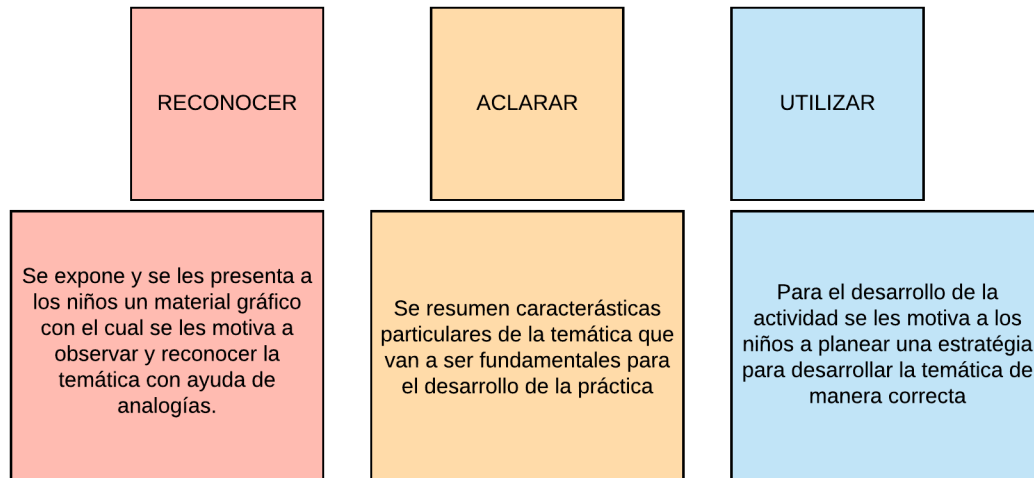 RECONOCER
ACLARAR
UTILIZAR
Se expone y se les presenta a
los niños un material gráfico
con el cual se les motiva a
observar y reconocer la
temática con ayuda de
analogías.
Se resumen caracterásticas
particulares de la temática que
van a ser fundamentales para
el desarrollo de la práctica
Para el desarrollo de la
actividad se les motiva a los
niños a planear una estratégia
para desarrollar la temática de
manera correcta